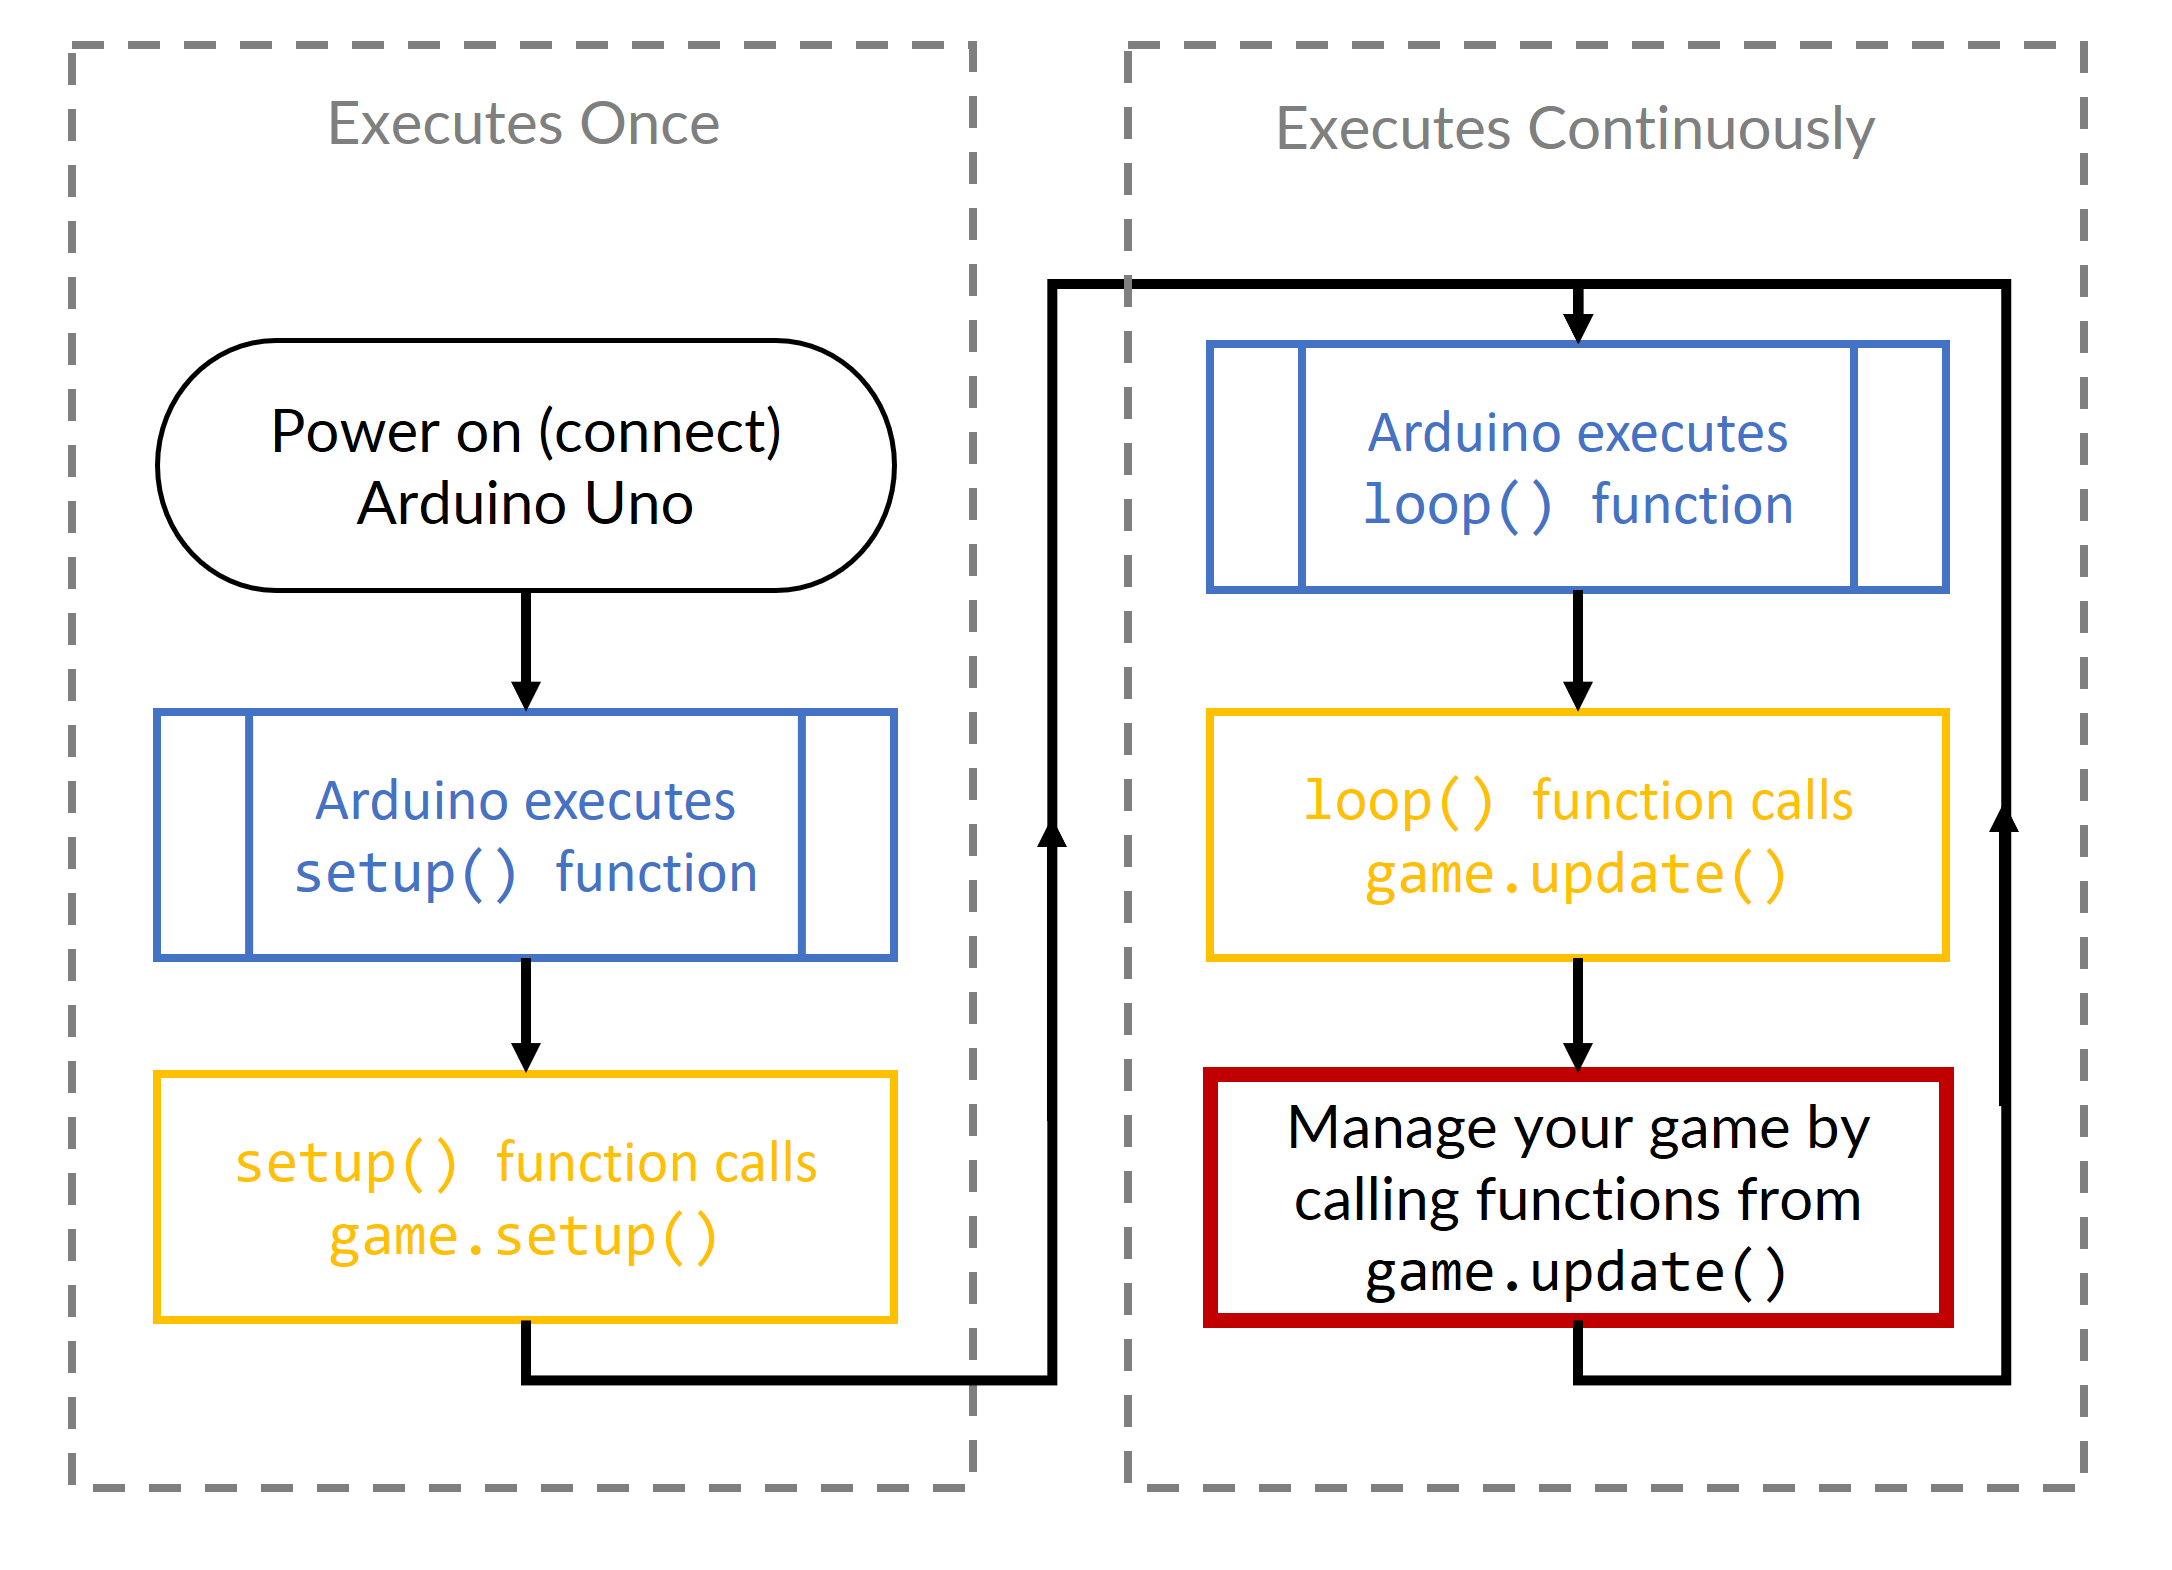 Executes Once
Power on (connect)
Arduino Uno
Arduino executes
setup() function
setup() function calls
game.setup()
Executes Continuously
Arduino executes
loop() function
loop() function calls
game.update()
Manage your game by
calling functions from
game.update()